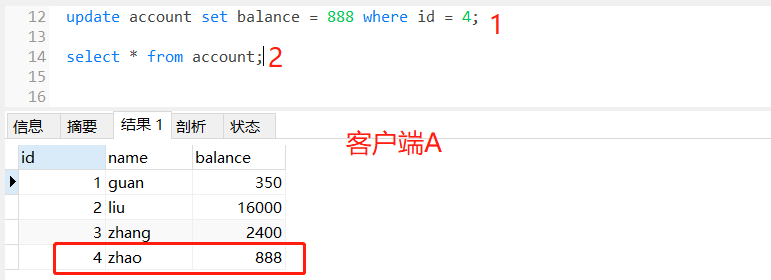 12 update account set balance = 888 where id = 4; 1
13
14 select * from account; 2
15
16
信息 摘要 结果 1 剖析 状态
客户端A
id name balance
1 guan 350
2 liu 16000
3 zhang 2400
4 zhao 888